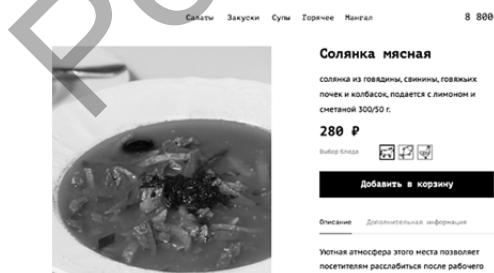 Салаты Закуски Супы Горячее Мангал 8 800
Солянка мясная
солянка из говядины, свинины, говяжьих
почек и колбасок, подается с лимоном и
сметаной 300/50 г.
280 ₽
Выбор блюда
Добавить в корзину
Описание Дополнительная информация
Уютная атмосфера этого места позволяет
посетителям расслабиться после рабочего